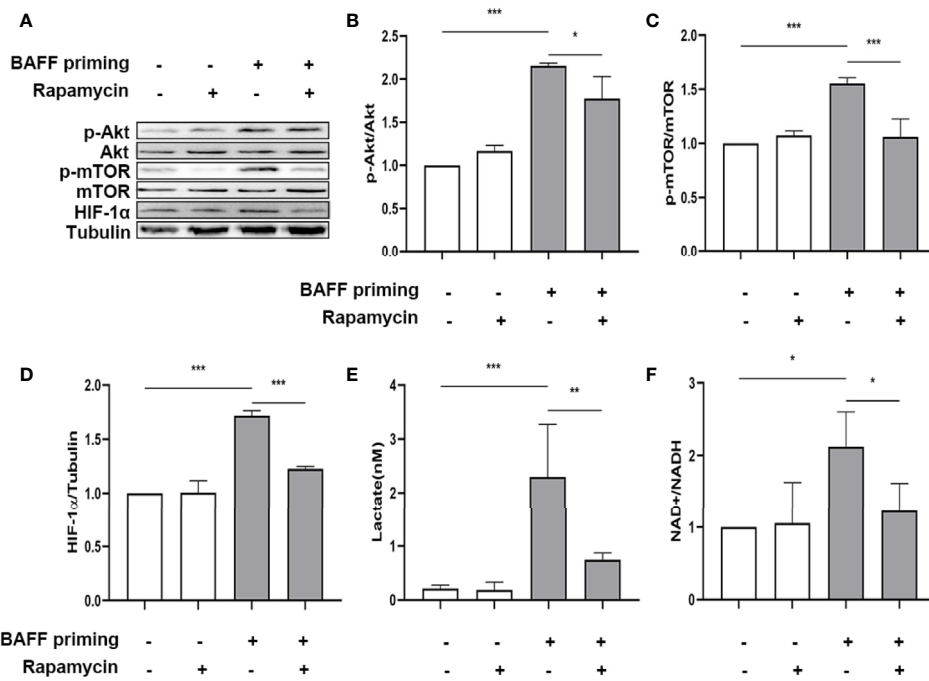 A
BAFF priming - - + +
Rapamycin - + - +
p-Akt
Akt
p-mTOR
mTOR
HIF-1α
Tubulin
B
***
*
p-Akt/Akt
2.5
2.0
1.5
1.0
0.5
0.0
C
***
***
p-mTOR/mTOR
2.0
1.5
1.0
0.5
0.0
BAFF priming - - + + - - + +
Rapamycin - + - + - + - +
D
***
***
HIF-1α/Tubulin
2.0
1.5
1.0
0.5
0.0
E
***
**
Lactate(nM)
4
3
2
1
0
F
*
*
NAD+/NADH
3
2
1
0
BAFF priming - - + + - - + + - - + +
Rapamycin - + - + - + - + - + - +